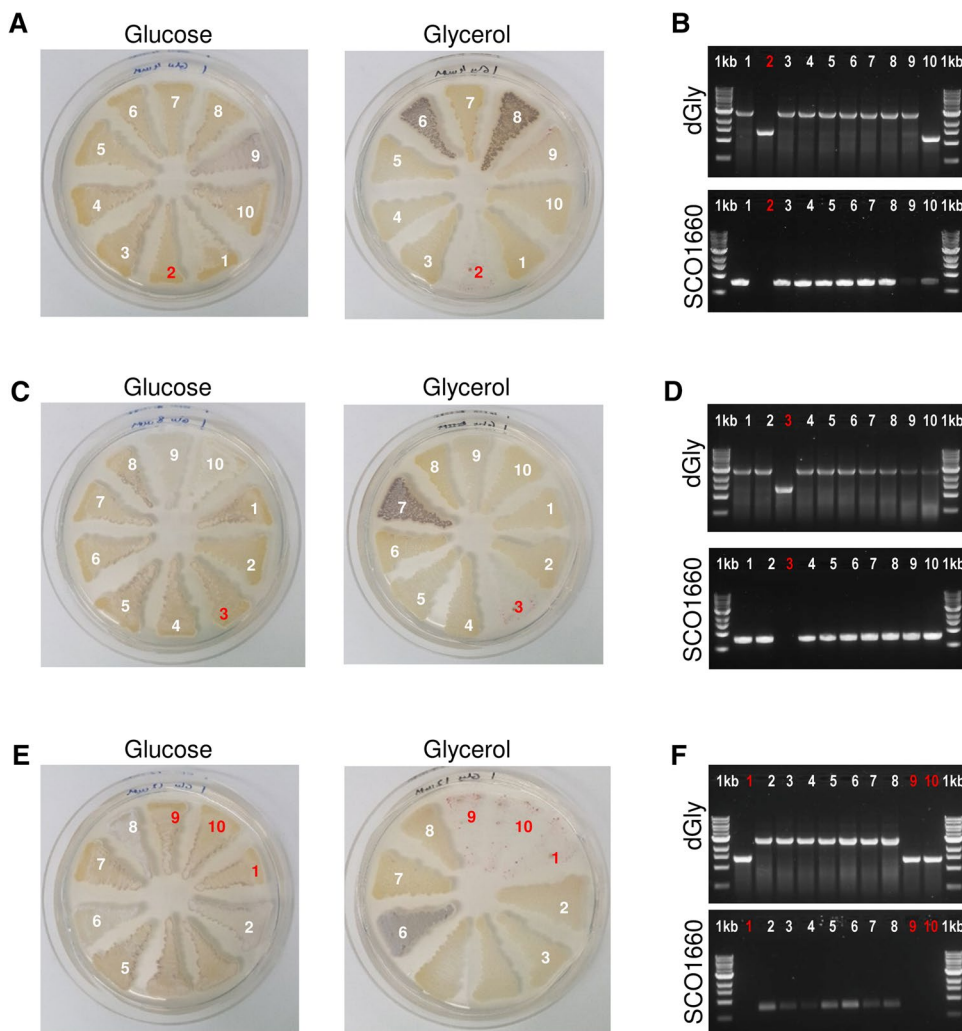 A
Glucose
Glycerol
6 7 8 9 10 1 2 3 4 5
6 7 8 9 10 1 2 3 4 5
B
dGly
1kb 1 2 3 4 5 6 7 8 9 10 1kb
SCO1660
1kb 1 2 3 4 5 6 7 8 9 10 1kb
C
Glucose
Glycerol
8 9 10 1 2 3 4 5 6 7
8 9 10 1 2 3 4 5 6 7
D
dGly
1kb 1 2 3 4 5 6 7 8 9 10 1kb
SCO1660
1kb 1 2 3 4 5 6 7 8 9 10 1kb
E
Glucose
Glycerol
8 9 10 1 2 5 6 7
8 9 10 1 2 3 6 7
F
dGly
1kb 1 2 3 4 5 6 7 8 9 10 1kb
SCO1660
1kb 1 2 3 4 5 6 7 8 9 10 1kb